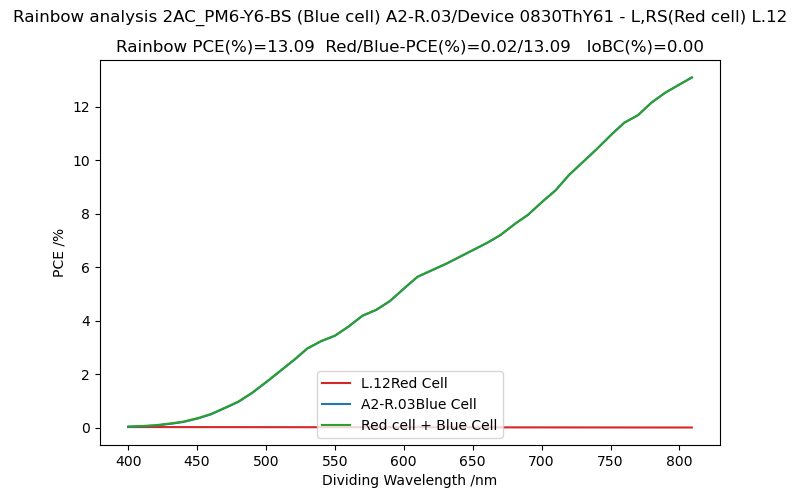 Rainbow analysis 2AC_PM6-Y6-BS (Blue cell) A2-R.03/Device 0830ThY61 - L,RS(Red cell) L.12
Rainbow PCE(%)=13.09  Red/Blue-PCE(%)=0.02/13.09   IoBC(%)=0.00
PCE /%
12
10
8
6
4
2
0
L.12Red Cell
A2-R.03Blue Cell
Red cell + Blue Cell
400 450 500 550 600 650 700 750 800
Dividing Wavelength /nm